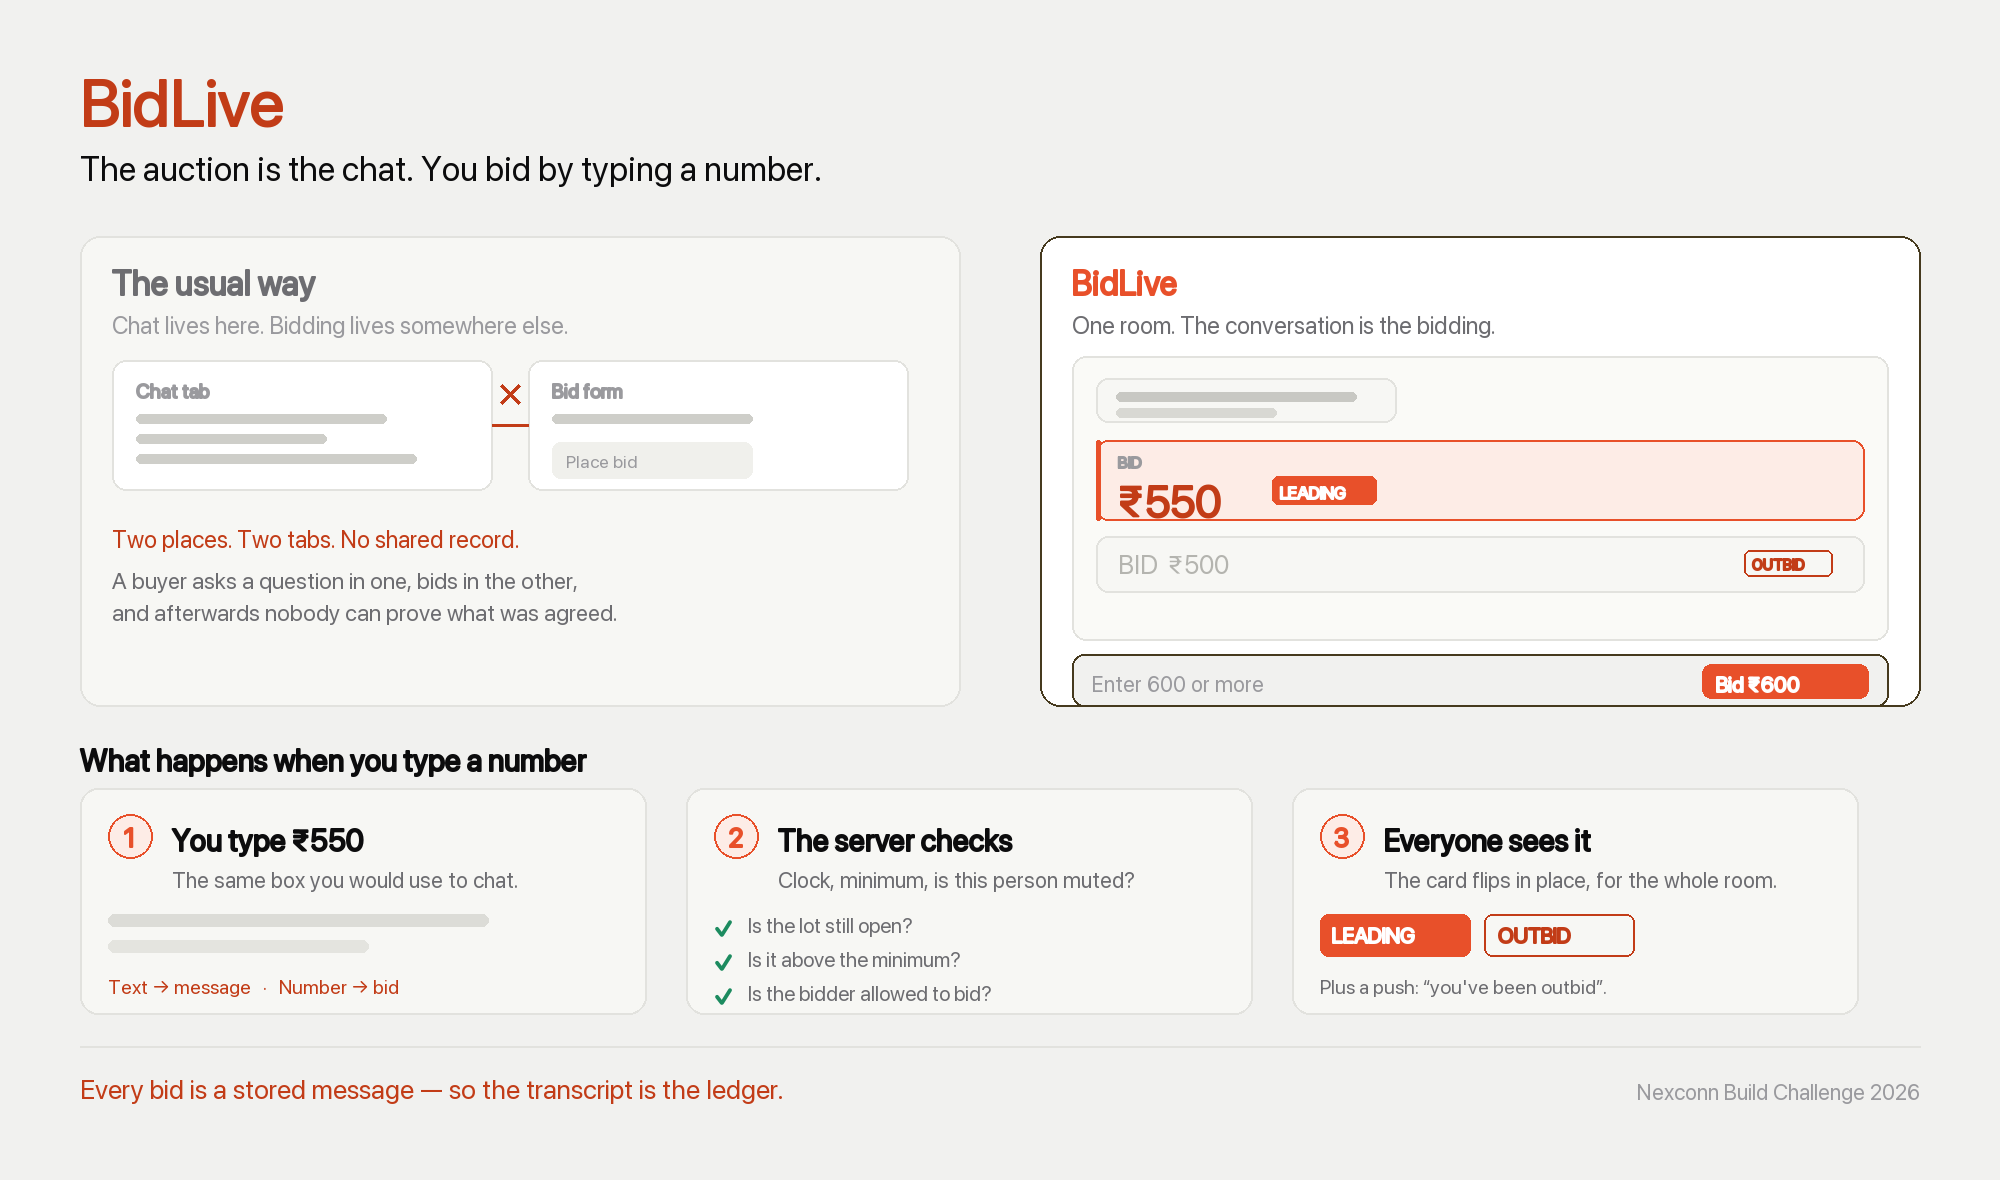 BidLive
The auction is the chat. You bid by typing a number.
The usual way
Chat lives here. Bidding lives somewhere else.
Chat tab
Bid form
Place bid
Two places. Two tabs. No shared record.
A buyer asks a question in one, bids in the other,
and afterwards nobody can prove what was agreed.
BidLive
One room. The conversation is the bidding.
BID
₹550
LEADING
BID ₹500
OUTBID
Enter 600 or more
Bid ₹600
What happens when you type a number
1
You type ₹550
The same box you would use to chat.
Text → message · Number → bid
2
The server checks
Clock, minimum, is this person muted?
Is the lot still open?
Is it above the minimum?
Is the bidder allowed to bid?
3
Everyone sees it
The card flips in place, for the whole room.
LEADING
OUTBID
Plus a push: “you've been outbid”.
Every bid is a stored message — so the transcript is the ledger.
Nexconn Build Challenge 2026